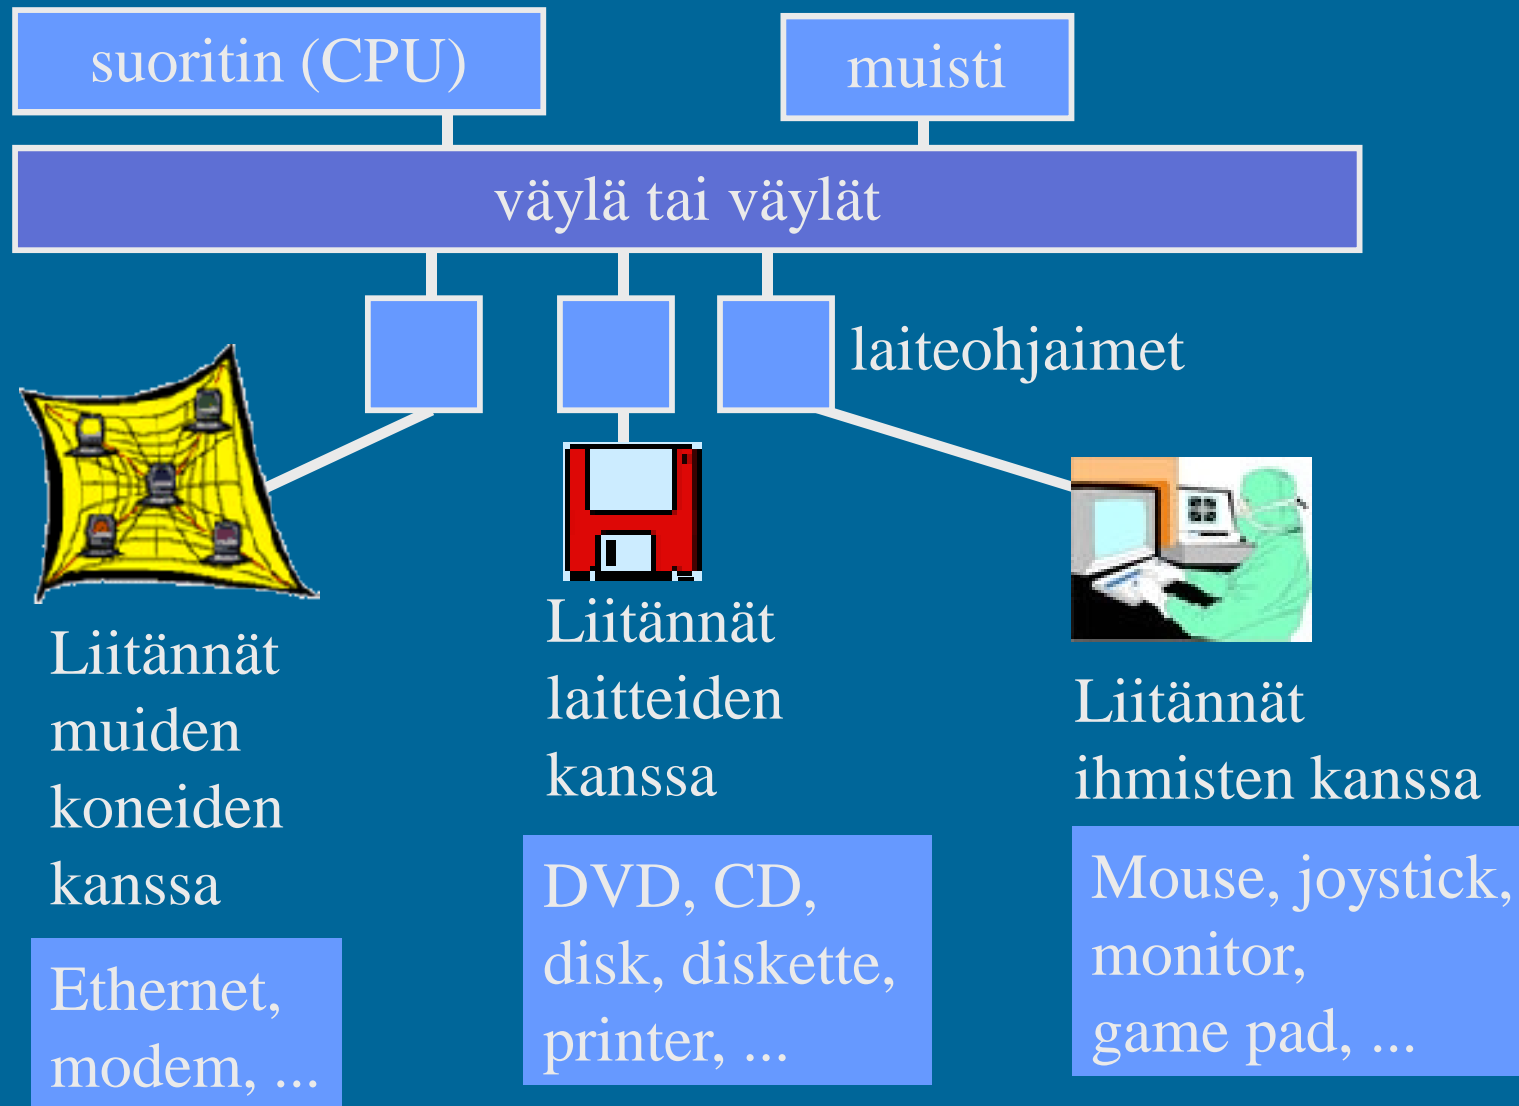 suoritin (CPU)
muisti
väylä tai väylät
laiteohjaimet
Liitännät
muiden
koneiden
kanssa
Ethernet,
modem, ...
Liitännät
laitteiden
kanssa
DVD, CD,
disk, diskette,
printer, ...
Liitännät
ihmisten kanssa
Mouse, joystick,
monitor,
game pad, ...